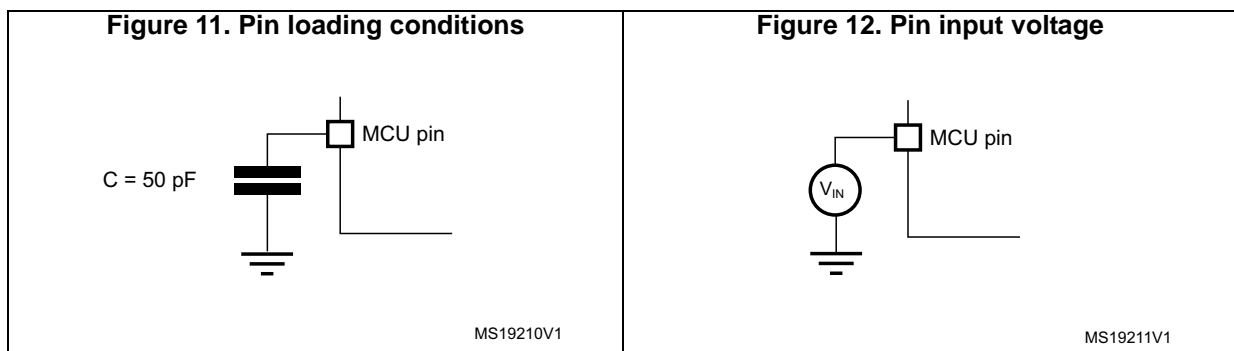 Figure 11. Pin loading conditions
MCU pin
C = 50 pF
MS19210V1
Figure 12. Pin input voltage
MCU pin
VIN
MS19211V1